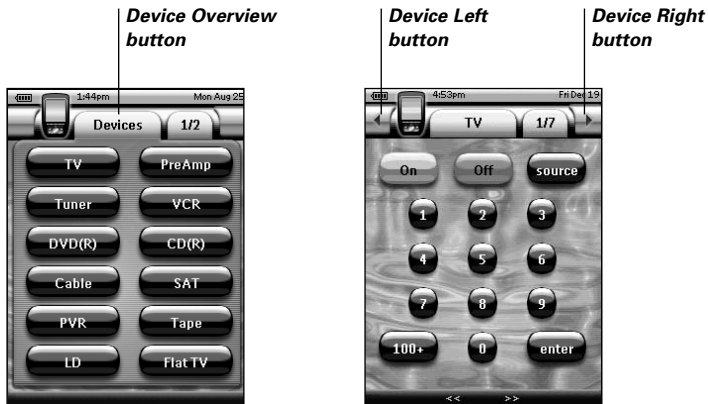 Device Overview
button
Device Left
button
Device Right
button
1:44pm Mon Aug 25
Devices 1/2
TV PreAmp
Tuner VCR
DVD(R) CD(R)
Cable SAT
PVR Tape
LD Flat TV
4:53pm Fri Dec 19
TV 1/7
On Off source
1 2 3
4 5 6
7 8 9
100+ 0 enter
<< >>